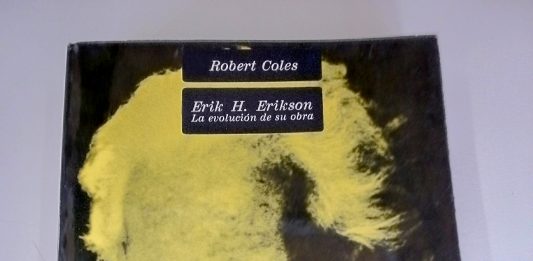 Robert Coles
Erik H. Erikson
La evolución de su obra